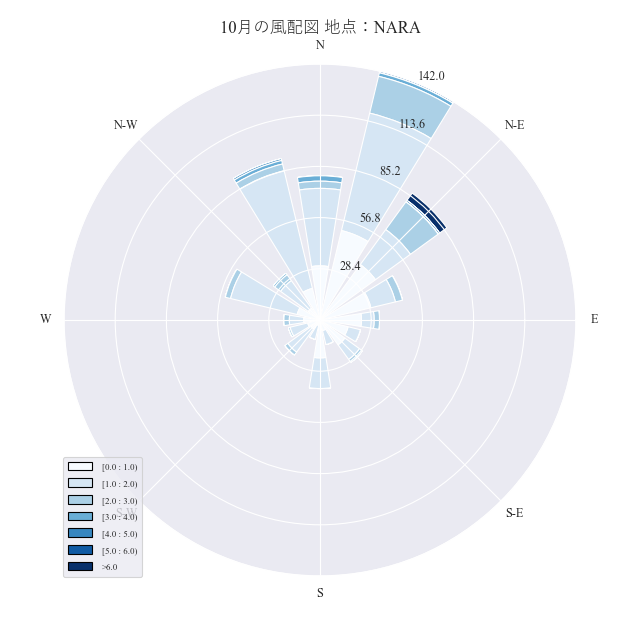 10月の風配図 地点：NARA
N
N-W
N-E
142.0
113.6
85.2
56.8
28.4
W
E
S-W
S-E
S
[0.0 : 1.0)
[1.0 : 2.0)
[2.0 : 3.0)
[3.0 : 4.0)
[4.0 : 5.0)
[5.0 : 6.0)
>6.0